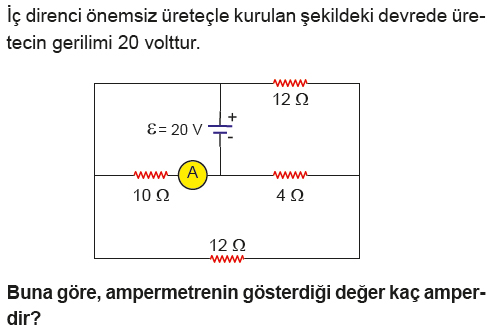 İç direnci önemsiz üreteçle kurulan şekildeki devrede üre-
tecin gerilimi 20 volttur.
12 Ω
+
ℰ= 20 V
-
A
10 Ω
4 Ω
12 Ω
Buna göre, ampermetrenin gösterdiği değer kaç amper-
dir?